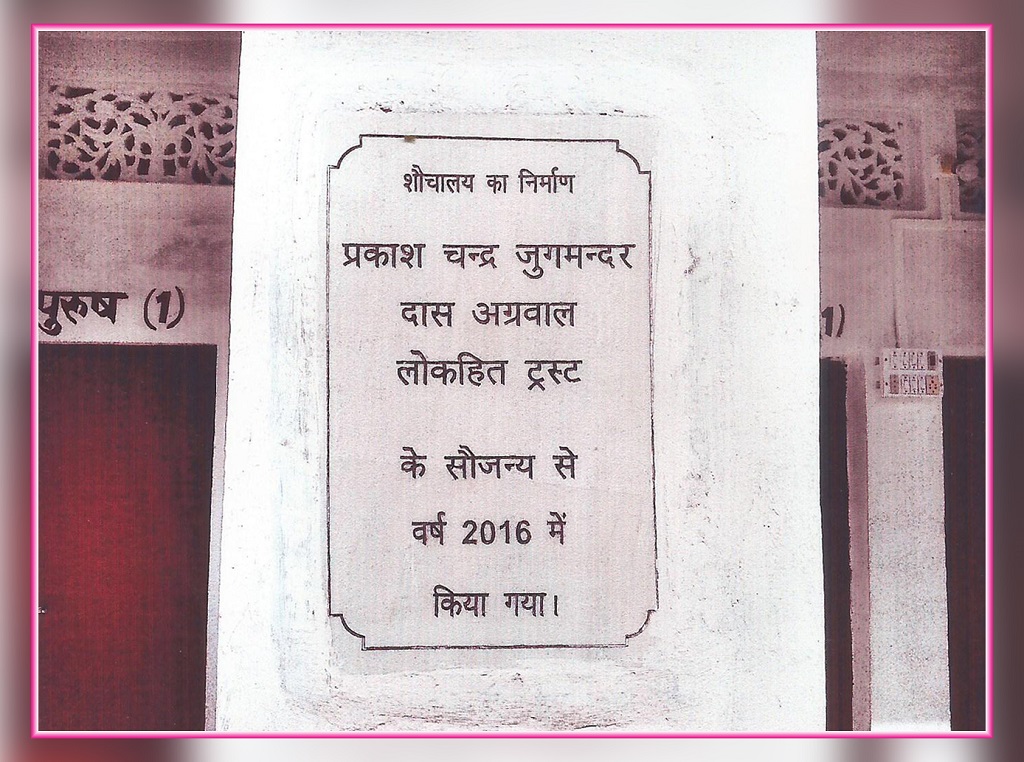 शौचालय का निर्माण
प्रकाश चन्द्र जुगमन्दर
दास अग्रवाल
लोकहित ट्रस्ट
के सौजन्य से
वर्ष 2016 में
किया गया।
पुरुष (1)
1)